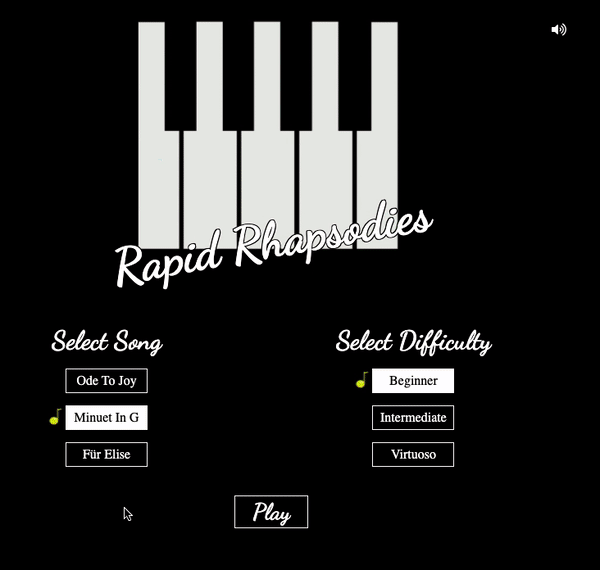 Rapid Rhapsodies
Select Song
Ode To Joy
Minuet In G
Für Elise
Select Difficulty
Beginner
Intermediate
Virtuoso
Play